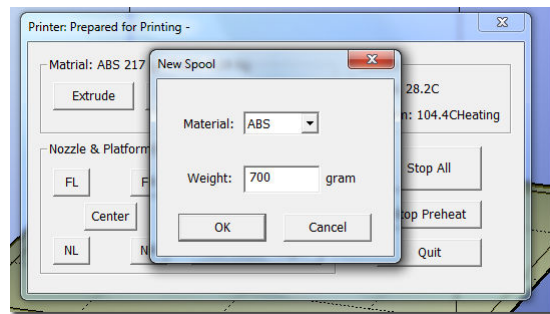 Printer: Prepared for Printing -
Matrial: ABS 217
New Spool
Extrude
28.2C
104.4CHeating
Material: ABS
Nozzle & Platform
Stop All
Weight: 700 gram
FL
F
Center
OK
Cancel
Preheat
NL
N
Quit